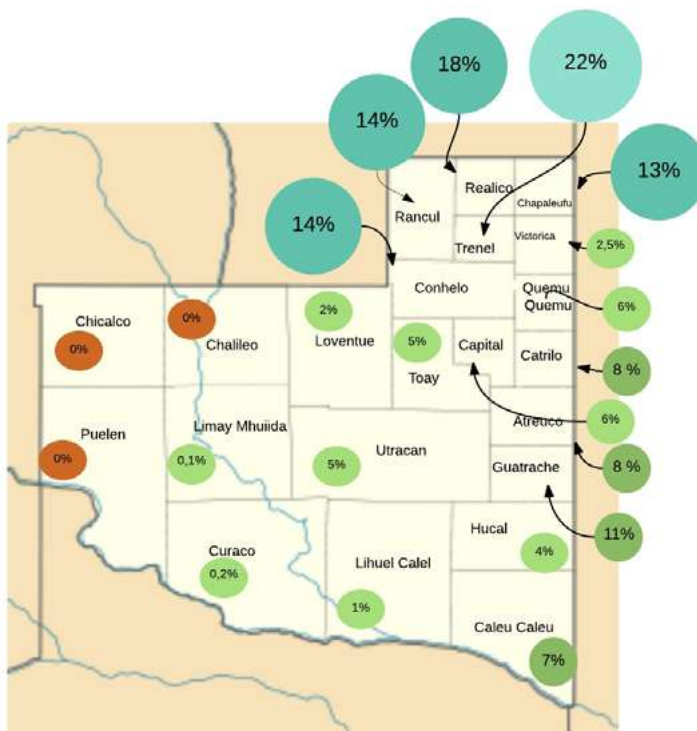 18%
22%
14%
13%
Realico
Chapaleufu
Rancul
14%
Victorica
2,5%
Trenel
Conhelo
Quemu
Quemu
6%
Chicalco
0%
0%
Chalileo
2%
Loventue
5%
Toay
Capital
Catrilo
8 %
6%
Puelen
0%
Limay Mhuiida
0,1%
Utracan
5%
Atreuco
8 %
Guatrache
11%
Hucal
4%
Curaco
0,2%
Lihuel Calel
1%
Caleu Caleu
7%